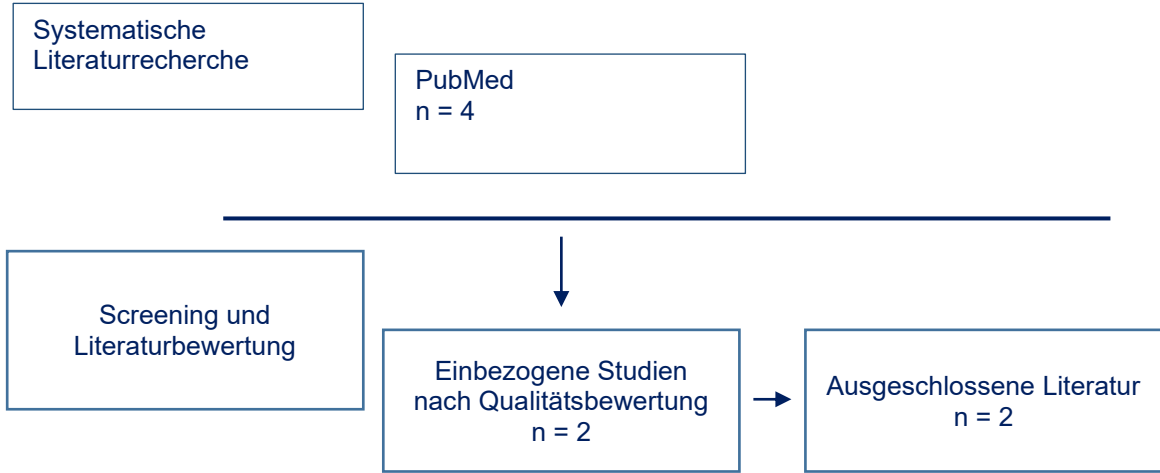 Systematische
Literaturrecherche
PubMed
n = 4
Screening und
Literaturbewertung
Einbezogene Studien
nach Qualitätsbewertung
n = 2
Ausgeschlossene Literatur
n = 2